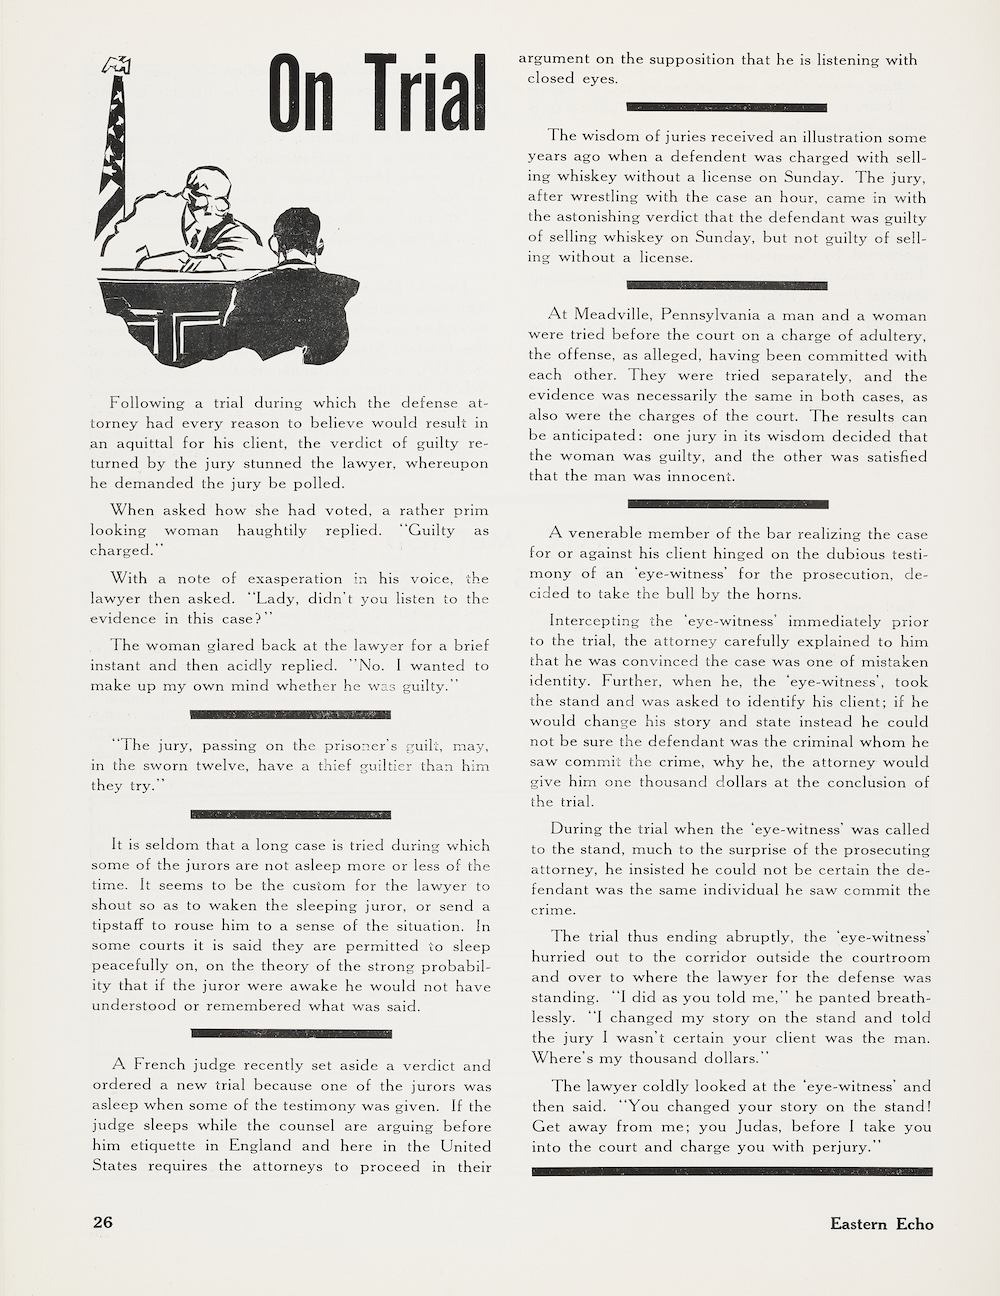 On Trial
Following a trial during which the defense at-
torney had every reason to believe would result in
an aquittal for his client, the verdict of guilty re-
turned by the jury stunned the lawyer, whereupon
he demanded the jury be polled.
When asked how she had voted, a rather prim
looking woman haughtily replied. "Guilty as
charged."
With a note of exasperation in his voice, the
lawyer then asked. "Lady, didn't you listen to the
evidence in this case?"
The woman glared back at the lawyer for a brief
instant and then acidly replied. "No. I wanted to
make up my own mind whether he was guilty."
"The jury, passing on the prisoner's guilt, may,
in the sworn twelve, have a thief guiltier than him
they try."
It is seldom that a long case is tried during which
some of the jurors are not asleep more or less of the
time. It seems to be the custom for the lawyer to
shout so as to waken the sleeping juror, or send a
tipstaff to rouse him to a sense of the situation. In
some courts it is said they are permitted to sleep
peacefully on, on the theory of the strong probabil-
ity that if the juror were awake he would not have
understood or remembered what was said.
A French judge recently set aside a verdict and
ordered a new trial because one of the jurors was
asleep when some of the testimony was given. If the
judge sleeps while the counsel are arguing before
him etiquette in England and here in the United
States requires the attorneys to proceed in their
argument on the supposition that he is listening with
closed eyes.
The wisdom of juries received an illustration some
years ago when a defendent was charged with sell-
ing whiskey without a license on Sunday. The jury,
after wrestling with the case an hour, came in with
the astonishing verdict that the defendant was guilty
of selling whiskey on Sunday, but not guilty of sell-
ing without a license.
At Meadville, Pennsylvania a man and a woman
were tried before the court on a charge of adultery,
the offense, as alleged, having been committed with
each other. They were tried separately, and the
evidence was necessarily the same in both cases, as
also were the charges of the court. The results can
be anticipated: one jury in its wisdom decided that
the woman was guilty, and the other was satisfied
that the man was innocent.
A venerable member of the bar realizing the case
for or against his client hinged on the dubious testi-
mony of an 'eye-witness' for the prosecution, de-
cided to take the bull by the horns.
Intercepting the 'eye-witness' immediately prior
to the trial, the attorney carefully explained to him
that he was convinced the case was one of mistaken
identity. Further, when he, the 'eye-witness', took
the stand and was asked to identify his client; if he
would change his story and state instead he could
not be sure the defendant was the criminal whom he
saw commit the crime, why he, the attorney would
give him one thousand dollars at the conclusion of
the trial.
During the trial when the 'eye-witness' was called
to the stand, much to the surprise of the prosecuting
attorney, he insisted he could not be certain the de-
fendant was the same individual he saw commit the
crime.
The trial thus ending abruptly, the 'eye-witness'
hurried out to the corridor outside the courtroom
and over to where the lawyer for the defense was
standing. "I did as you told me," he panted breath-
lessly. "I changed my story on the stand and told
the jury I wasn't certain your client was the man.
Where's my thousand dollars."
The lawyer coldly looked at the 'eye-witness' and
then said. "You changed your story on the stand!
Get away from me; you Judas, before I take you
into the court and charge you with perjury."
26
Eastern Echo